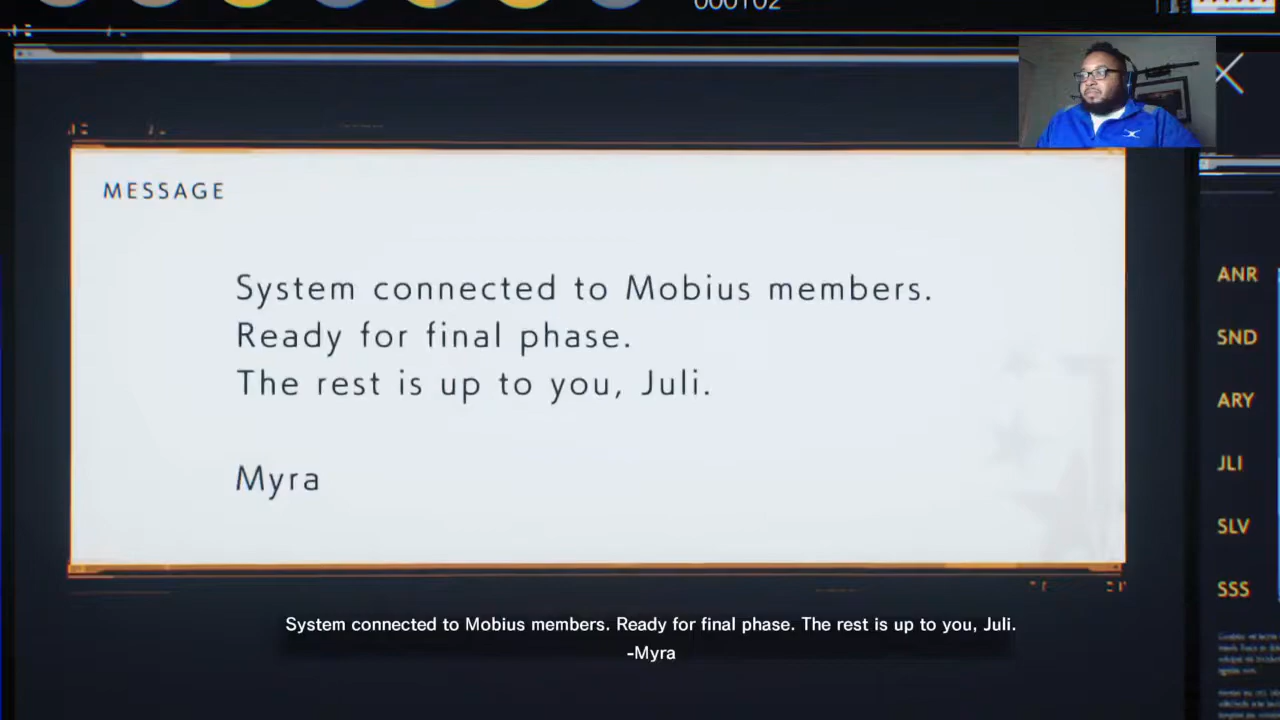 000102
MESSAGE
System connected to Mobius members.
Ready for final phase.
The rest is up to you, Juli.
Myra
ANR
SND
ARY
JLI
SLV
SSS
System connected to Mobius members. Ready for final phase. The rest is up to you, Juli.
-Myra